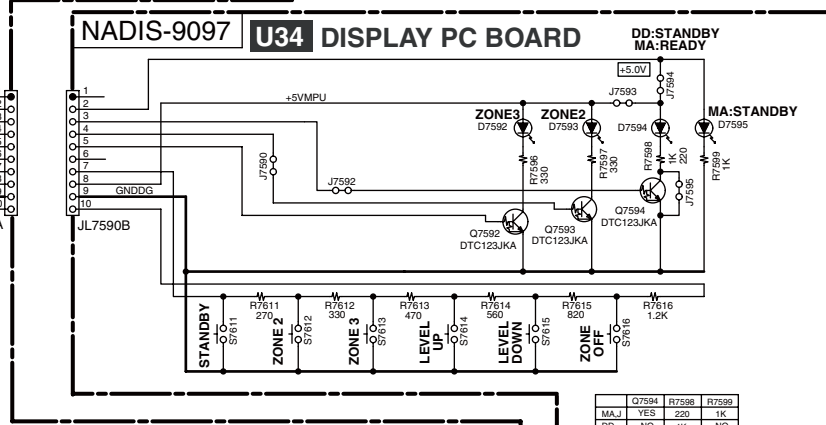 NADIS-9097
U34 DISPLAY PC BOARD
DD:STANDBY
MA:READY
+5.0V
J7594
J7593
+5VMPU
ZONE3
D7592
ZONE2
D7593
D7594
MA:STANDBY
D7595
1
2
3
4
5
6
7
8
9
10
GNDDG
JL7590B
J7590
J7592
R7596
330
R7597
330
R7598
1K
220
R7599
1K
J7595
Q7592
DTC123JKA
Q7593
DTC123JKA
Q7594
DTC123JKA
R7611
270
R7612
330
R7613
470
R7614
560
R7615
820
R7616
1.2K
STANDBY
S7611
ZONE 2
S7612
ZONE 3
S7613
LEVEL
UP
S7614
LEVEL
DOWN
S7615
ZONE
OFF
S7616
Q7594 R7598 R7599
MA,J YES 220 1K